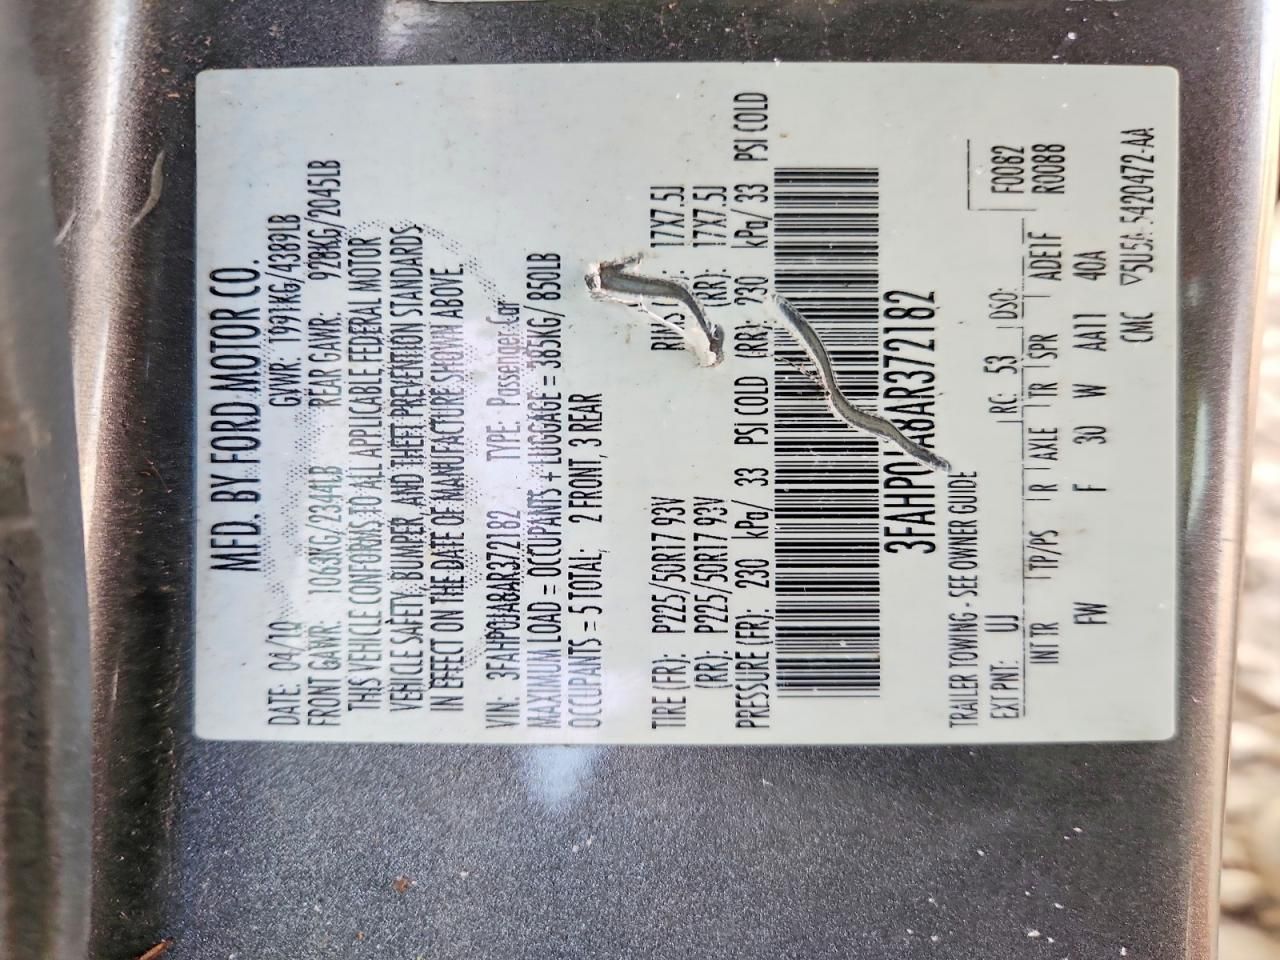 MFD. BY FORD MOTOR CO.
DATE: 04/10 GVWR: 1991KG/4389LB
FRONT GAWR: 1063KG/2344LB REAR GAWR: 928KG/2045LB
THIS VEHICLE CONFORMS TO ALL APPLICABLE FEDERAL MOTOR
VEHICLE SAFETY, BUMPER, AND THEFT PREVENTION STANDARDS
IN EFFECT ON THE DATE OF MANUFACTURE SHOWN ABOVE.
VIN: 3FAHP0JA8AR372182 TYPE: Passenger Car
MAXIMUM LOAD = OCCUPANTS + LUGGAGE = 385KG/ 850LB
OCCUPANTS = 5 TOTAL; 2 FRONT, 3 REAR
TIRE (FR): P225/50R17 93V 17X7.5J
(RR): P225/50R17 93V (RR): 17X7.5J
PRESSURE (FR): 230 kPa/ 33 PSI COLD (RR): 230 kPa/ 33 PSI COLD
3FAHP0JA8AR372182
TRAILER TOWING - SEE OWNER GUIDE
F0082
R0088
EXT PNT: UJ RC: 53 DSO:
INT TR TP/PS R AXLE TR SPR ADE1F
FW F 30 W AA11 40A
CMC ▽5U5A-5420472-AA